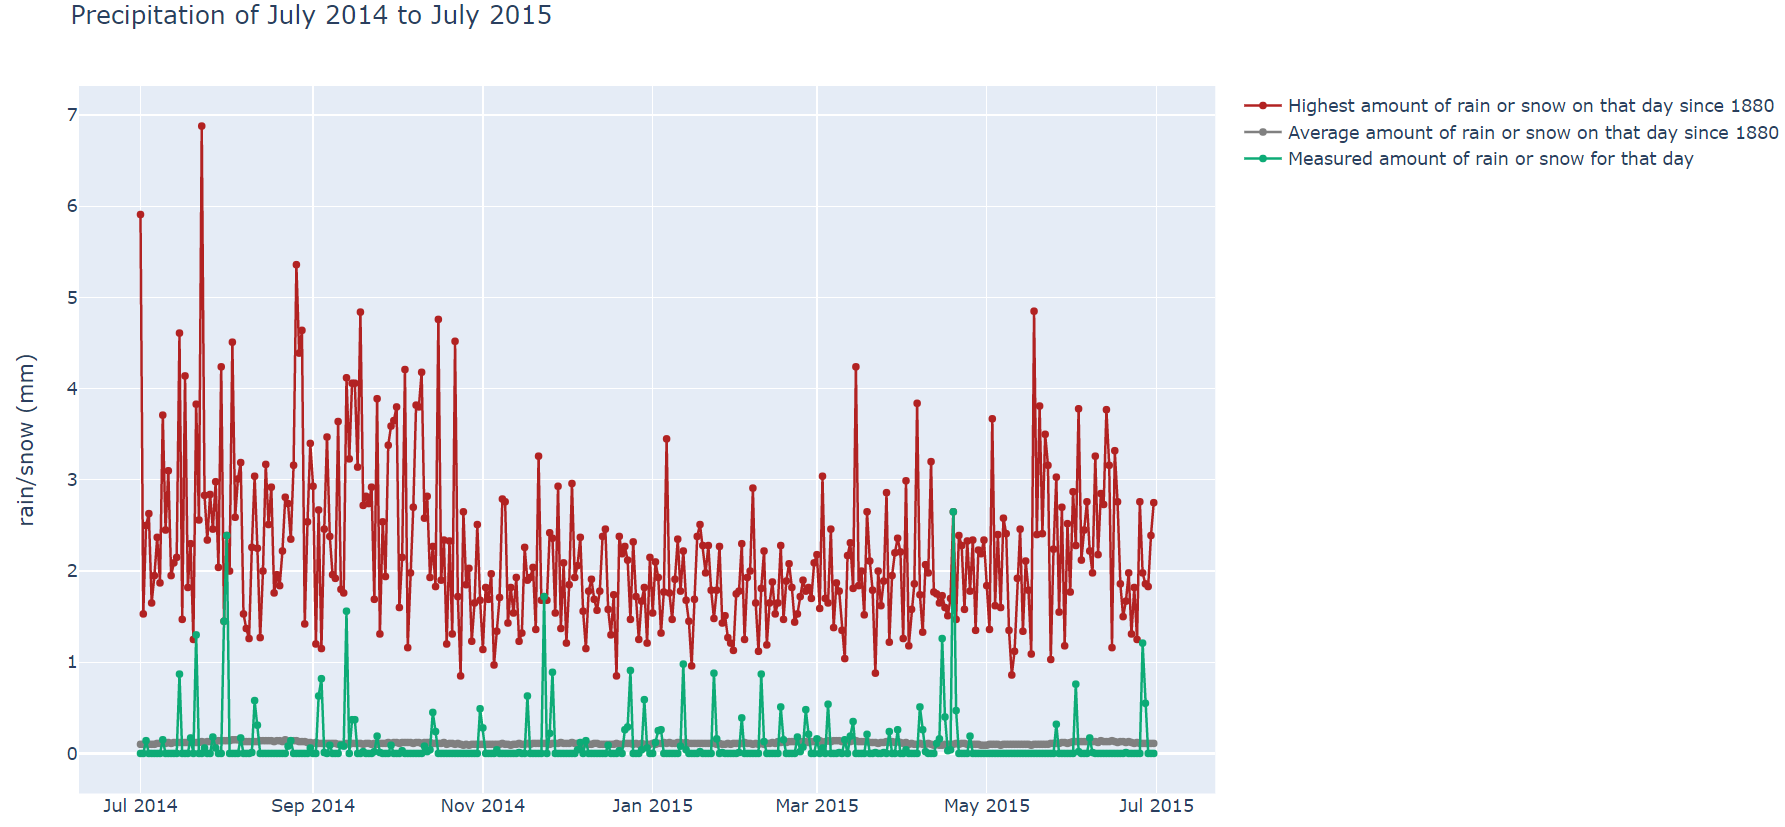 Precipitation of July 2014 to July 2015
rain/snow (mm)
7
6
5
4
3
2
1
0
Jul 2014 Sep 2014 Nov 2014 Jan 2015 Mar 2015 May 2015 Jul 2015
Highest amount of rain or snow on that day since 1880
Average amount of rain or snow on that day since 1880
Measured amount of rain or snow for that day